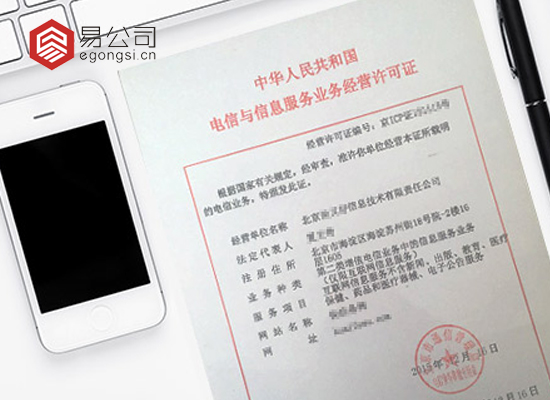 易公司
egongsi.cn
中华人民共和国
电信与信息服务业务经营许可证
经营许可证编号：京ICP证 号
根据国家有关规定，经审查，准许你单位经营本证所载明
的电信业务，特颁发此证。
经营单位名称 北京 信息技术有限责任公司
法定代表人
注册住所 北京市海淀区海淀苏州街18号院-2楼16
层1608
业务种类 第二类增值电信业务中的信息服务业务
（仅限互联网信息服务）
服务项目 互联网信息服务不含新闻、出版、教育、医疗
保健、药品和医疗器械、电子公告服务
网站名称
网址